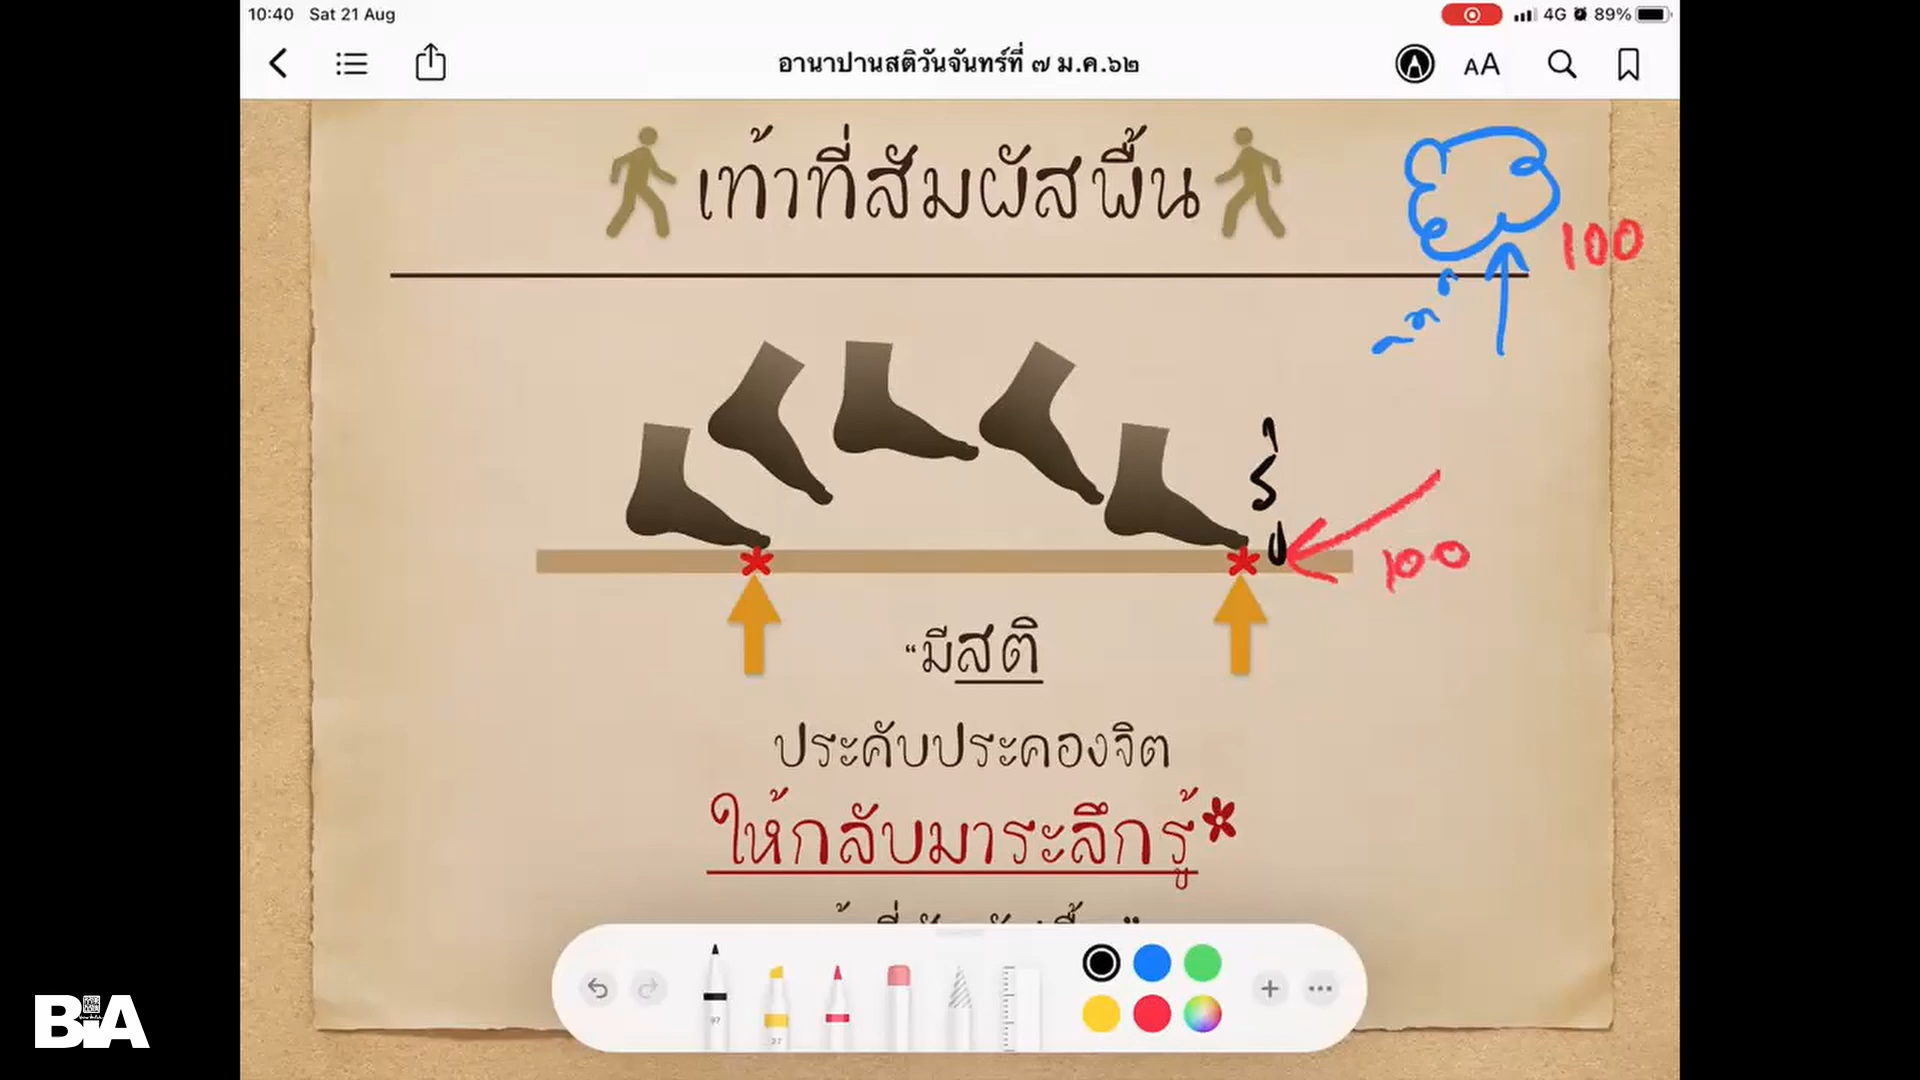 10:40 Sat 21 Aug
4G 89%
อานาปานสติวันจันทร์ที่ ๗ ม.ค.๖๒
AA
เท้าที่สัมผัสพื้น
100
รู้
100
“มีสติ
ประคับประคองจิต
ให้กลับมาระลึกรู้*
97
37
BiA